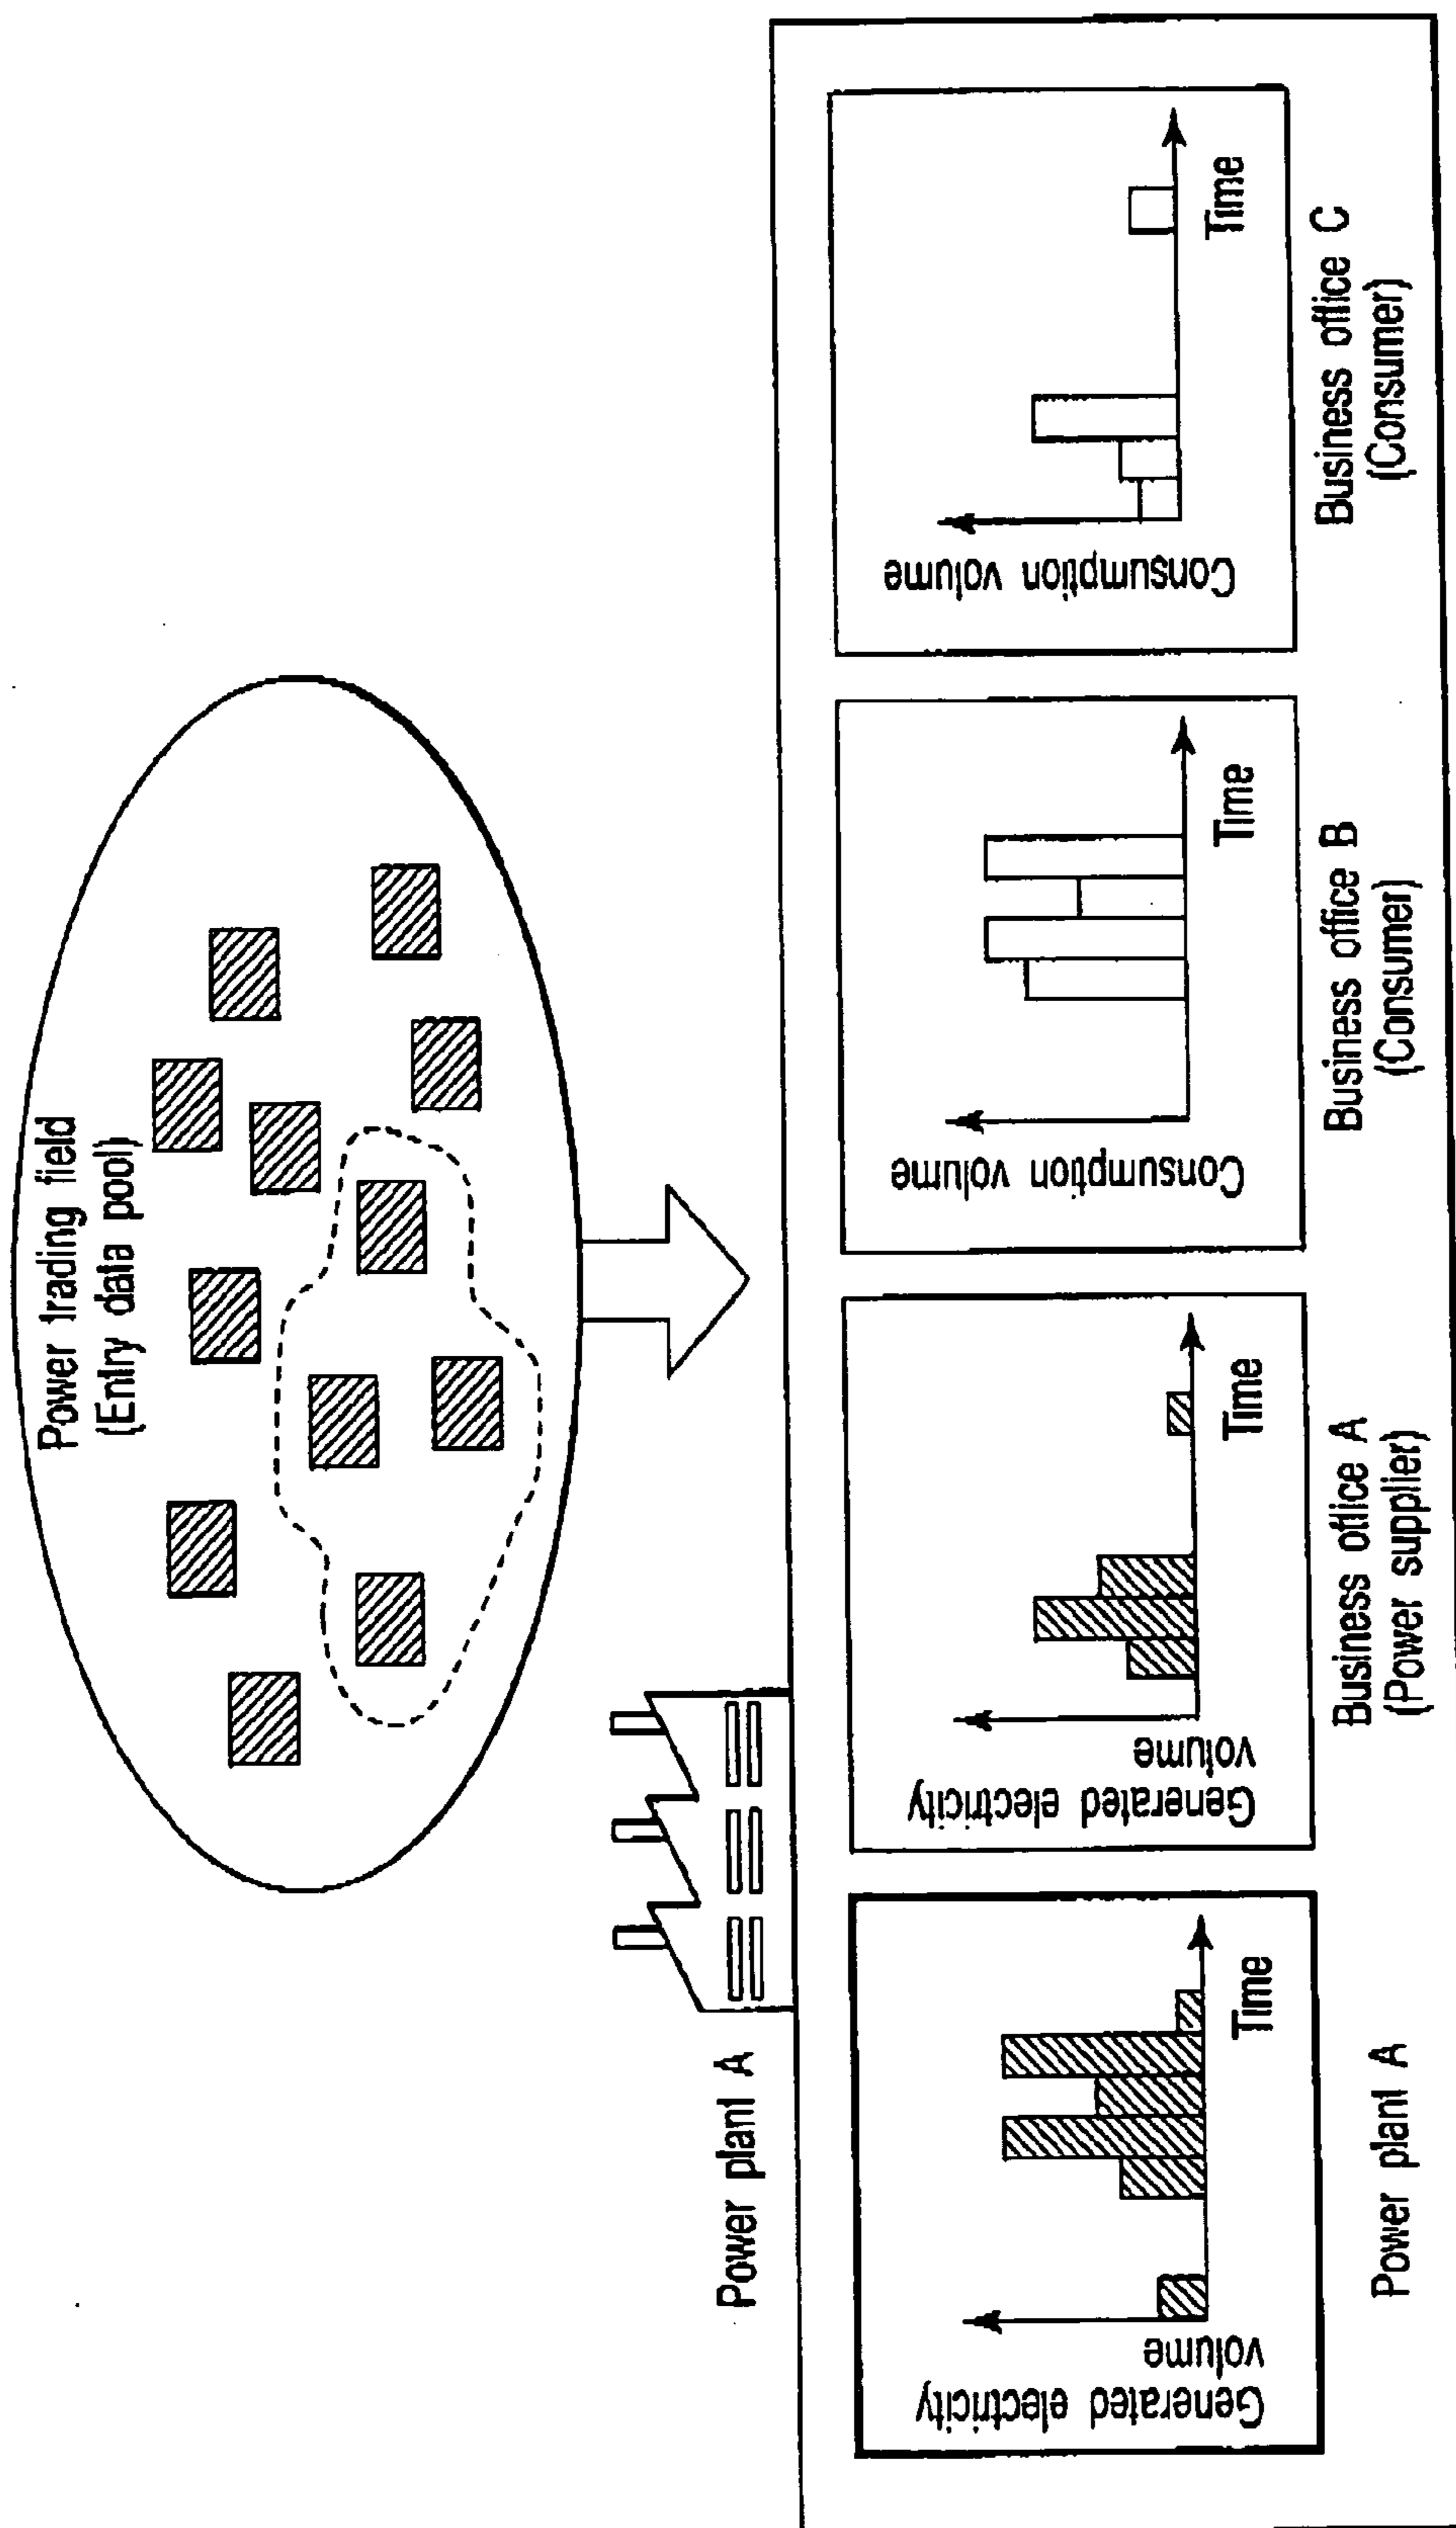 Power trading field
(Entry data pool)
Power plant A
Generated electricity
volume
Time
Power plant A
Generated electricity
volume
Time
Business office A
(Power supplier)
Consumption volume
Time
Business office B
(Consumer)
Consumption volume
Time
Business office C
(Consumer)